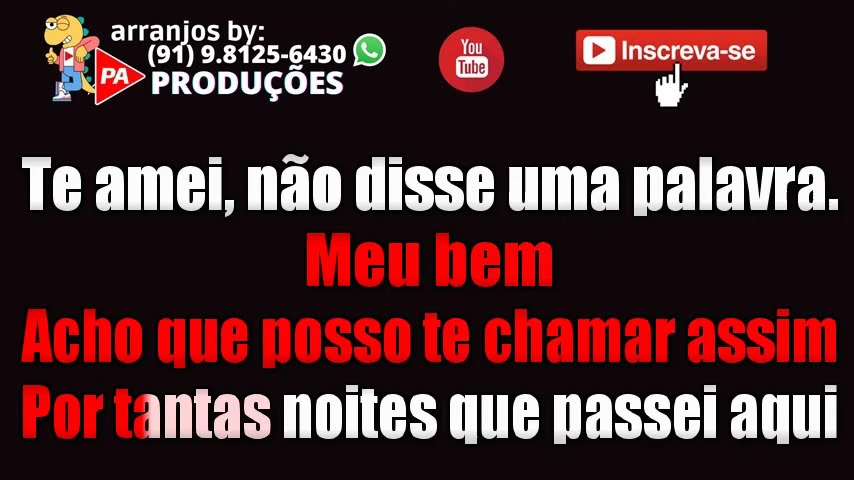 arranjos by:
(91) 9.8125-6430
PA PRODUÇÕES
You
Tube
Inscreva-se
Te amei, não disse uma palavra.
Meu bem
Acho que posso te chamar assim
Por tantas noites que passei aqui